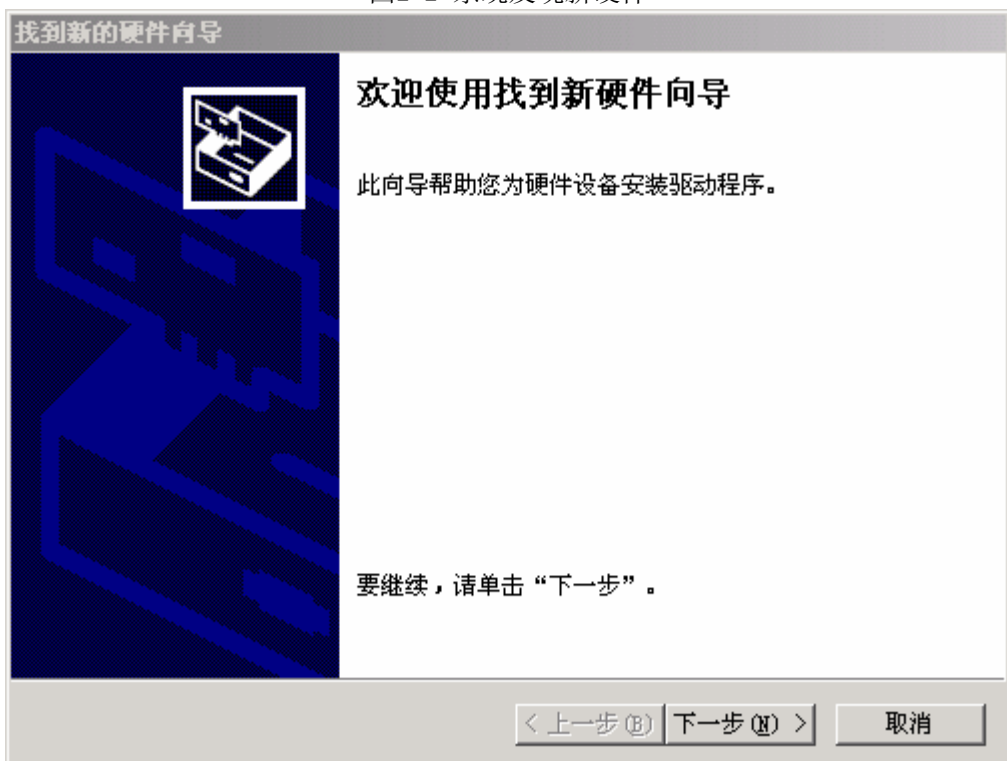 找到新的硬件向导
欢迎使用找到新硬件向导
此向导帮助您为硬件设备安装驱动程序。
要继续，请单击“下一步”。
< 上一步(B) 下一步(N) > 取消